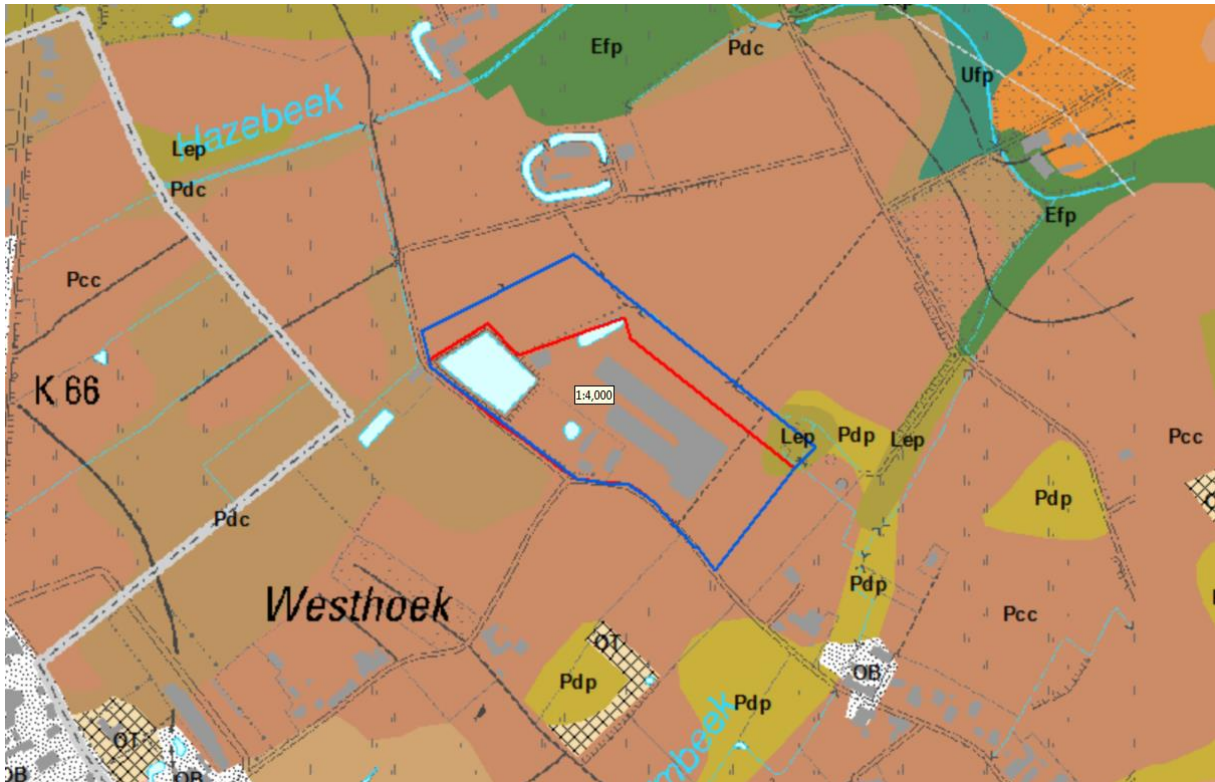 Efp
Pdc
Ufp
Hazebeek
Lep
Pdc
Efp
Pcc
K 66
1:4,000
Lep
Pdp
Lep
Pcc
Pdp
Pdc
Pdp
Westhoek
Pcc
OT
OB
Pdp
Pdp
mbeek
OT
OB
OB